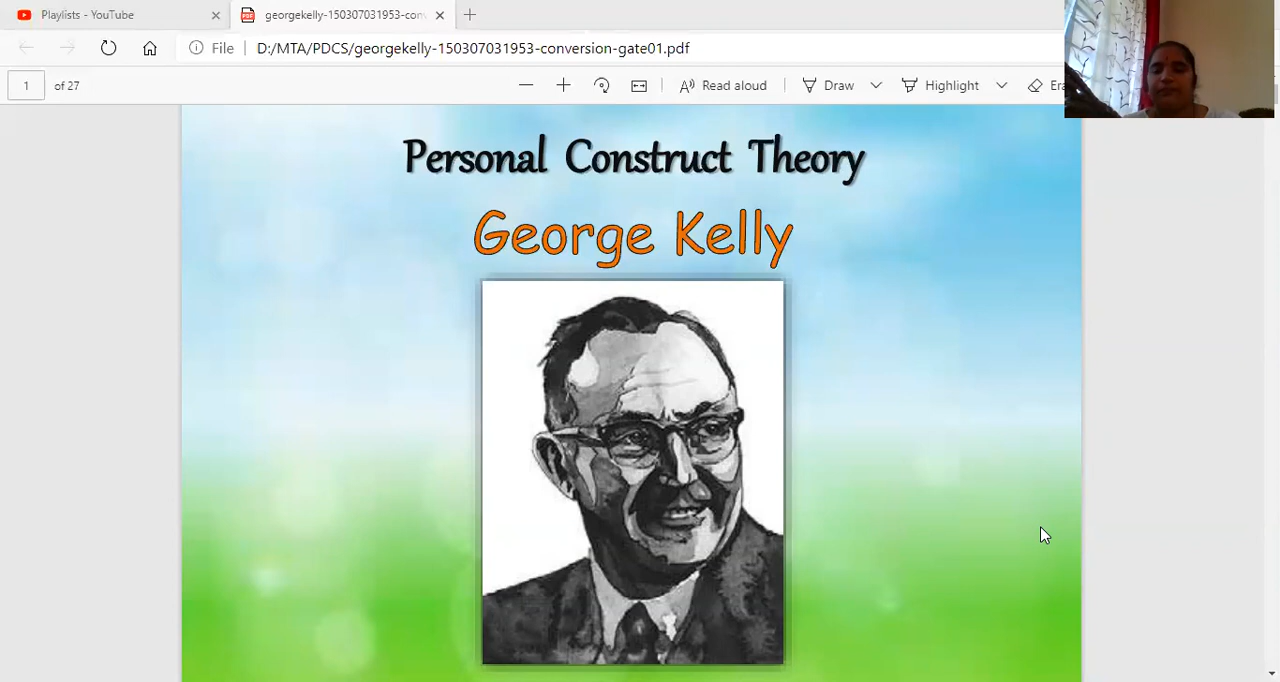 Playlists - YouTube
georgekelly-150307031953-con
File
D:/MTA/PDCS/georgekelly-150307031953-conversion-gate01.pdf
1 of 27
Read aloud
Draw
Highlight
Personal Construct Theory
George Kelly